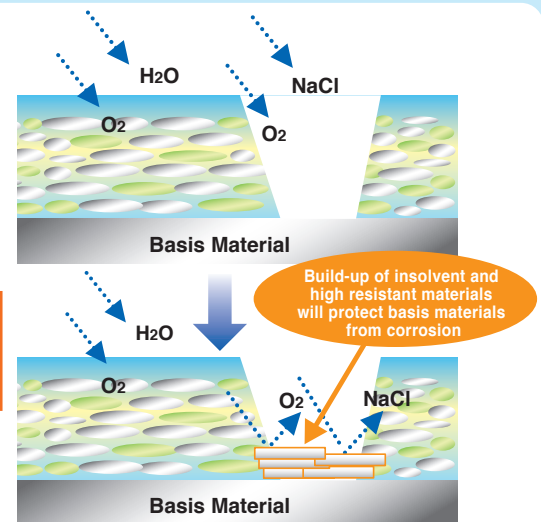 H2O
NaCl
O2
O2
Basis Material
Build-up of insolvent and
high resistant materials
will protect basis materials
from corrosion
H2O
O2
O2
NaCl
Basis Material